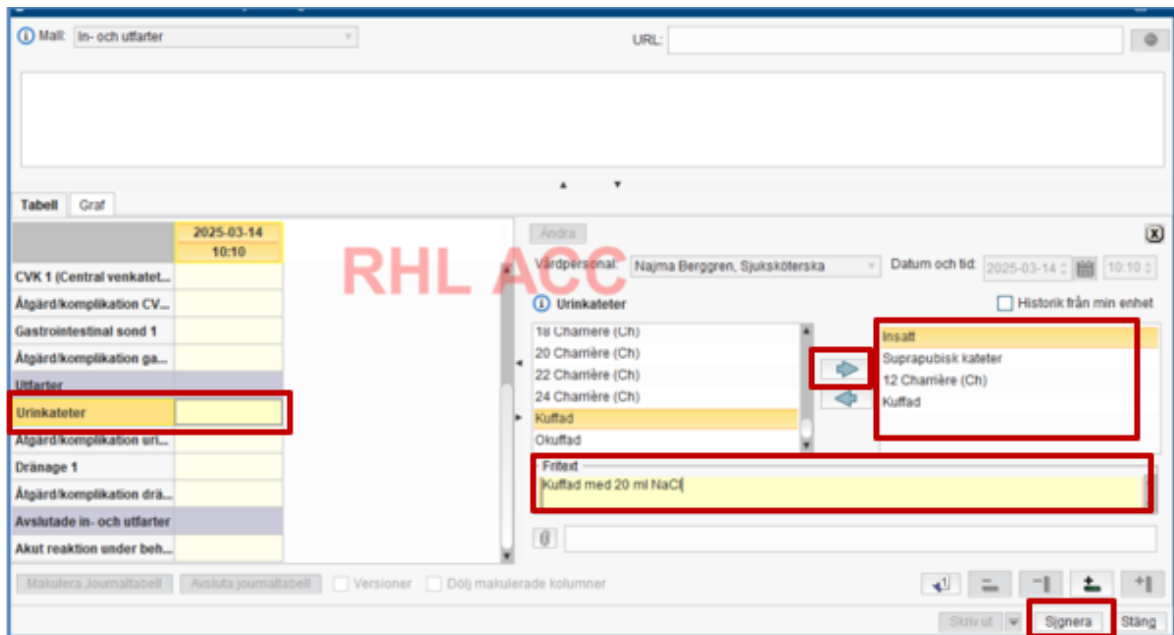 Mall: In- och utfarter
URL:
Tabell Graf
2025-03-14
10:10
RHL ACC
CVK 1 (Central venkatet...
Åtgärd/komplikation CV...
Gastrointestinal sond 1
Åtgärd/komplikation ga...
Utfarter
Urinkateter
Åtgärd/komplikation uri...
Dränage 1
Åtgärd/komplikation drä...
Avslutade in- och utfarter
Akut reaktion under beh...
Ändra
Vårdpersonal: Najma Berggren, Sjuksköterska Datum och tid: 2025-03-14 10:10
Urinkateter Historik från min enhet
18 Charrière (Ch)
20 Charrière (Ch)
22 Charrière (Ch)
24 Charrière (Ch)
Kuffad
Okuffad
Insatt
Suprapubisk kateter
12 Charrière (Ch)
Kuffad
Fritext
Kuffad med 20 ml NaCl
Makulera Journaltabell Avsluta journaltabell Versioner Dölj makulerade kolumner
Skriv ut Signera Stäng